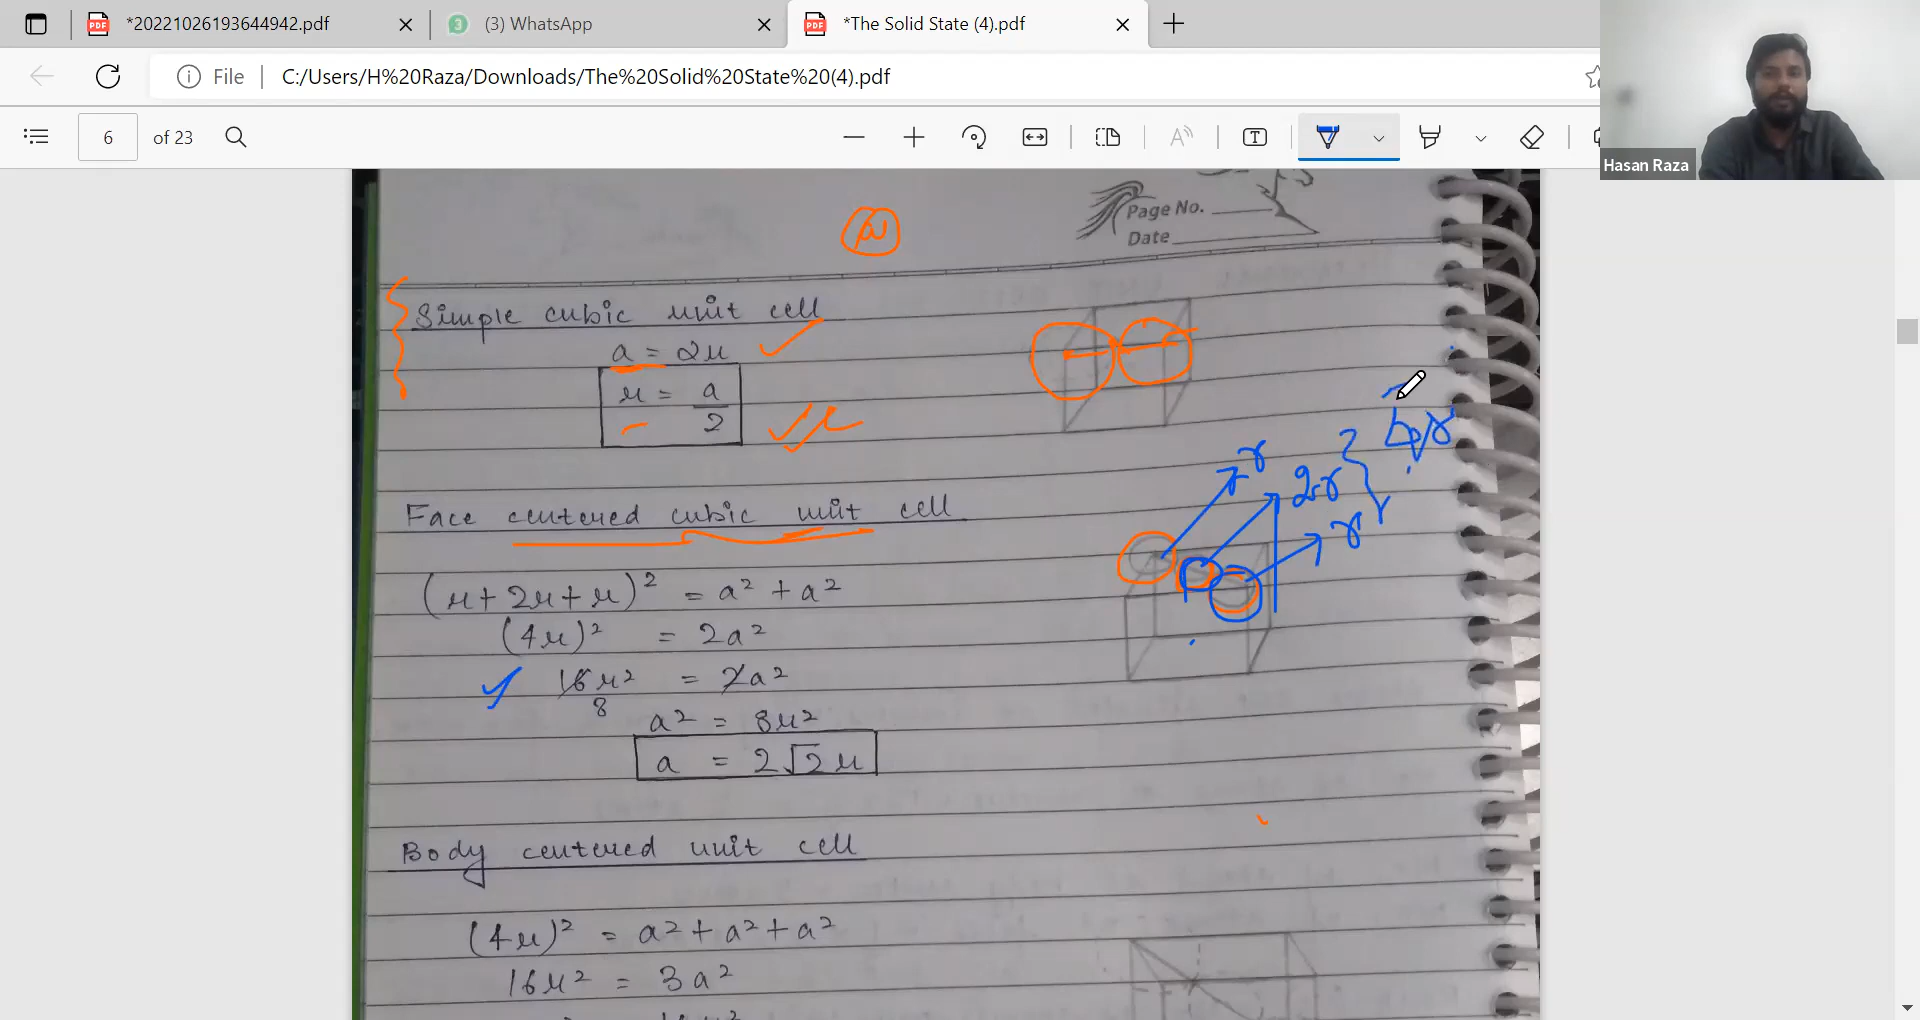 *20221026193644942.pdf
(3) WhatsApp
*The Solid State (4).pdf
File
C:/Users/H%20Raza/Downloads/The%20Solid%20State%20(4).pdf
6 of 23
Hasan Raza
Page No.
Date
Simple cubic unit cell
a = 2r
r = a/2
r
2r
r
4r
Face centered cubic unit cell
(r + 2r + r)² = a² + a²
(4r)² = 2a²
16r² = 2a²
8
a² = 8r²
a = 2√2 r
Body centered unit cell
(4r)² = a² + a² + a²
16r² = 3a²